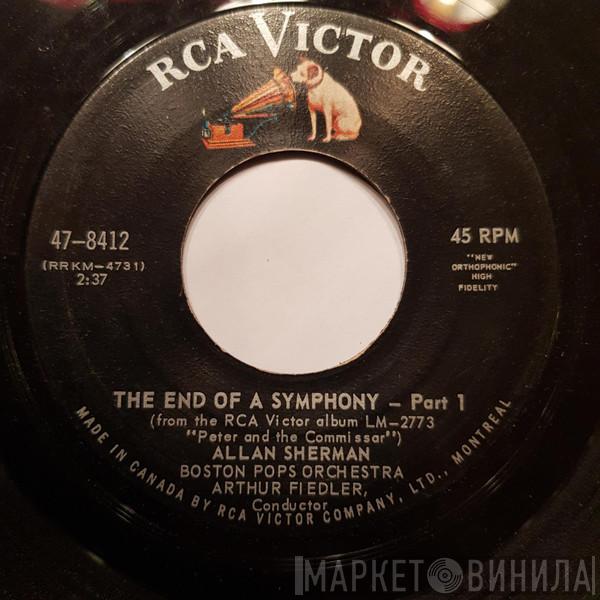 RCA VICTOR
47-8412
(RRKM-4731)
2:37
45 RPM
"NEW
ORTHOPHONIC"
HIGH
FIDELITY
THE END OF A SYMPHONY - Part 1
(from the RCA Victor album LM-2773
"Peter and the Commissar")
ALLAN SHERMAN
BOSTON POPS ORCHESTRA
ARTHUR FIEDLER,
Conductor
MADE IN CANADA BY RCA VICTOR COMPANY, LTD., MONTREAL
МАРКЕТ ВИНИЛА